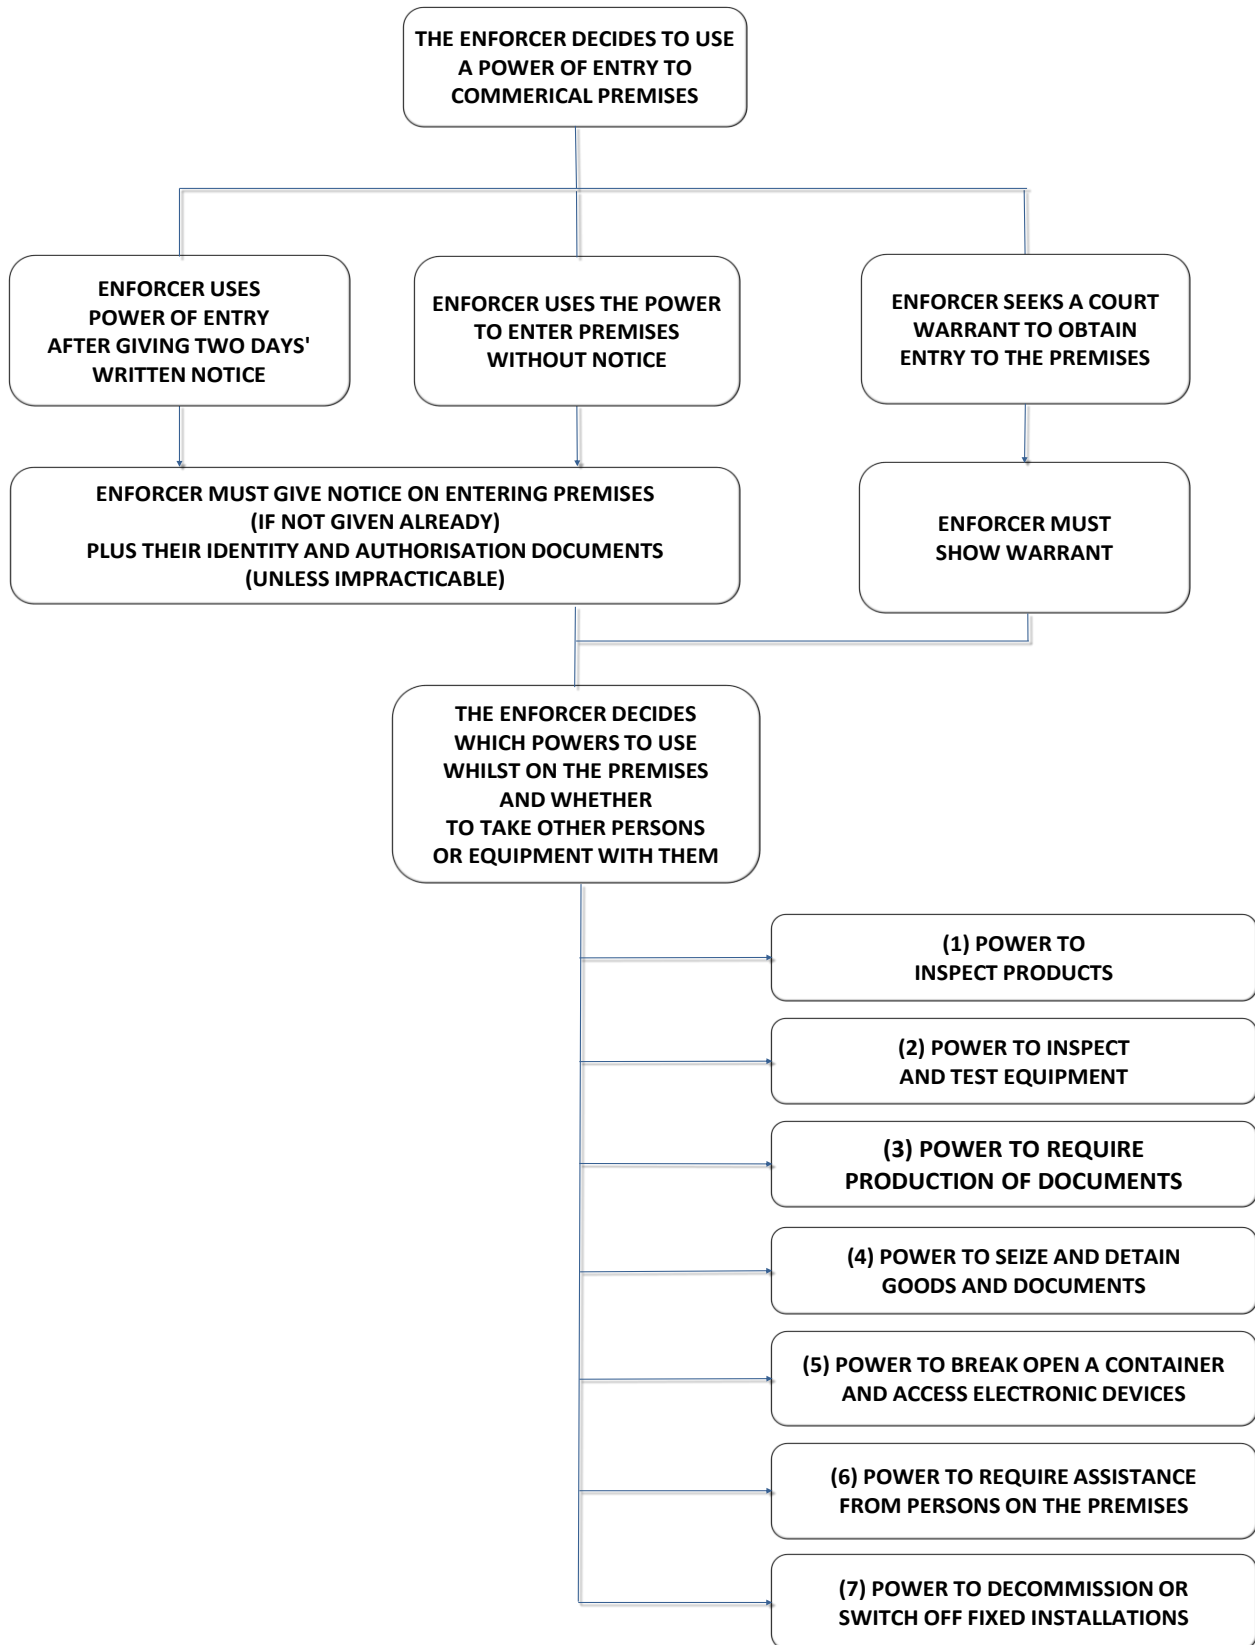 THE ENFORCER DECIDES TO USE
A POWER OF ENTRY TO
COMMERICAL PREMISES
ENFORCER USES
POWER OF ENTRY
AFTER GIVING TWO DAYS'
WRITTEN NOTICE
ENFORCER USES THE POWER
TO ENTER PREMISES
WITHOUT NOTICE
ENFORCER SEEKS A COURT
WARRANT TO OBTAIN
ENTRY TO THE PREMISES
ENFORCER MUST GIVE NOTICE ON ENTERING PREMISES
(IF NOT GIVEN ALREADY)
PLUS THEIR IDENTITY AND AUTHORISATION DOCUMENTS
(UNLESS IMPRACTICABLE)
ENFORCER MUST
SHOW WARRANT
THE ENFORCER DECIDES
WHICH POWERS TO USE
WHILST ON THE PREMISES
AND WHETHER
TO TAKE OTHER PERSONS
OR EQUIPMENT WITH THEM
(1) POWER TO
INSPECT PRODUCTS
(2) POWER TO INSPECT
AND TEST EQUIPMENT
(3) POWER TO REQUIRE
PRODUCTION OF DOCUMENTS
(4) POWER TO SEIZE AND DETAIN
GOODS AND DOCUMENTS
(5) POWER TO BREAK OPEN A CONTAINER
AND ACCESS ELECTRONIC DEVICES
(6) POWER TO REQUIRE ASSISTANCE
FROM PERSONS ON THE PREMISES
(7) POWER TO DECOMMISSION OR
SWITCH OFF FIXED INSTALLATIONS